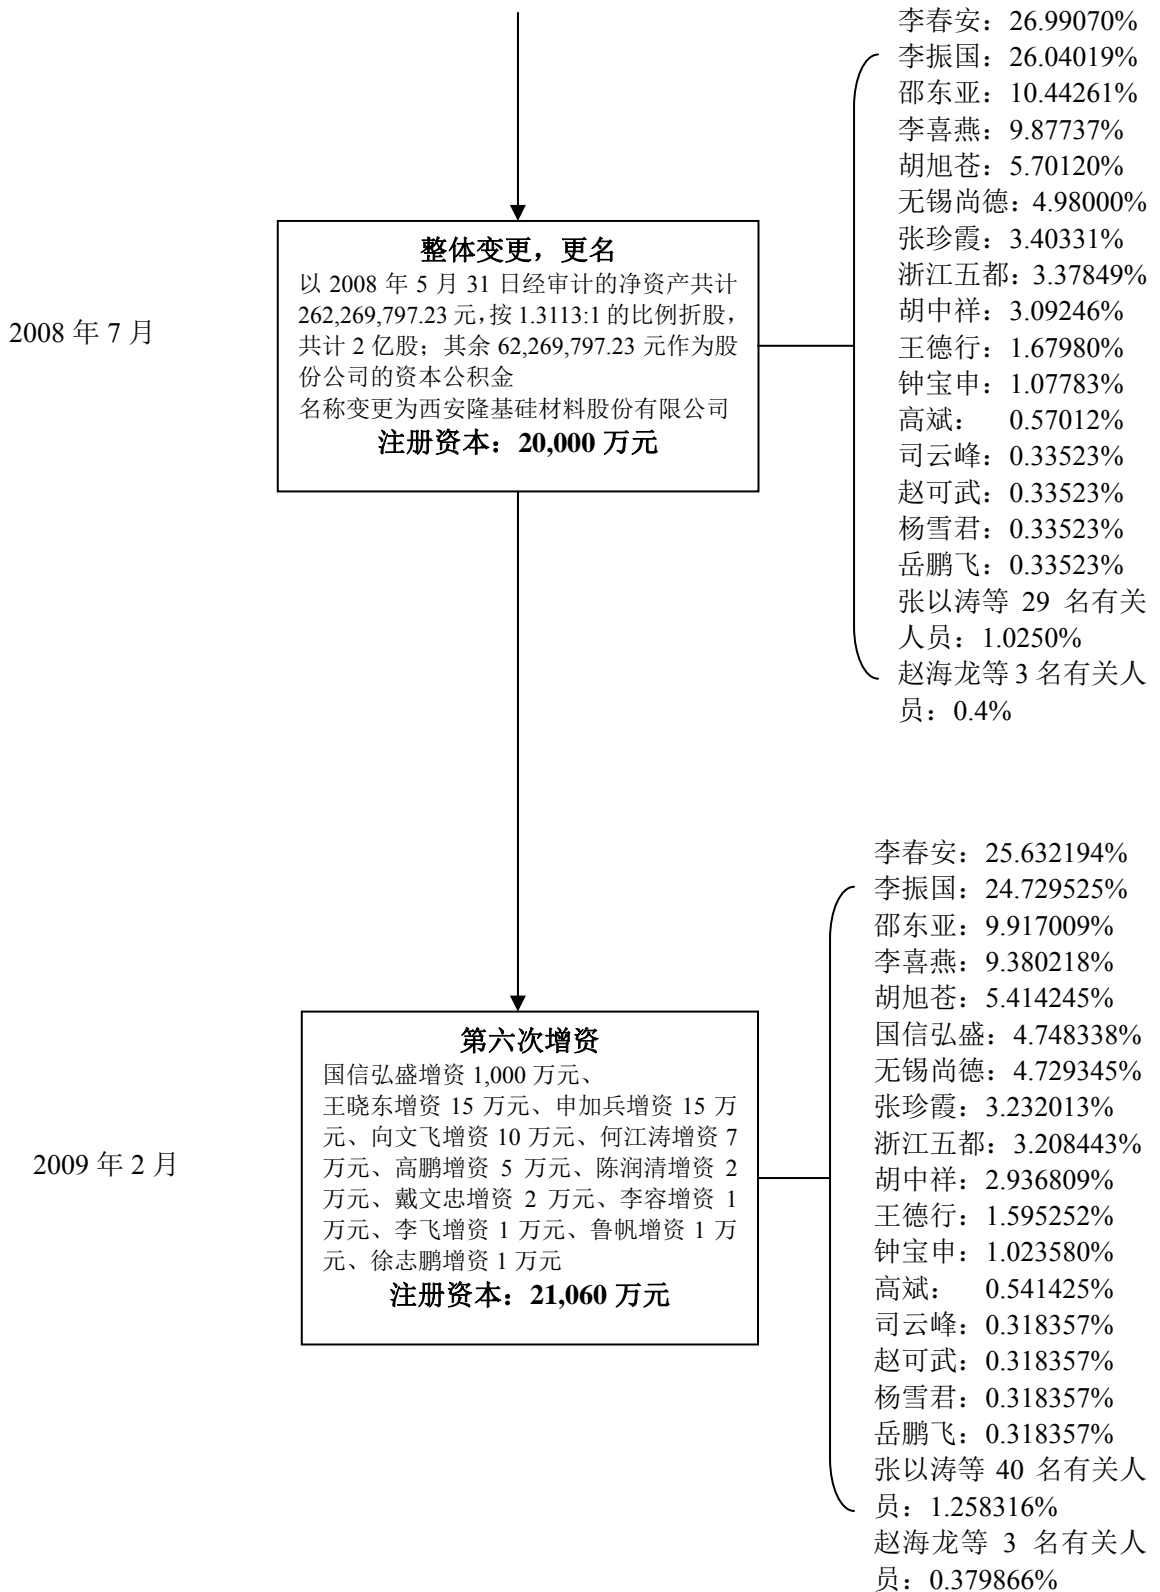 李春安：26.99070%
李振国：26.04019%
邵东亚：10.44261%
李喜燕：9.87737%
胡旭苍：5.70120%
无锡尚德：4.98000%
张珍霞：3.40331%
浙江五都：3.37849%
胡中祥：3.09246%
王德行：1.67980%
钟宝申：1.07783%
高斌： 0.57012%
司云峰：0.33523%
赵可武：0.33523%
杨雪君：0.33523%
岳鹏飞：0.33523%
张以涛等 29 名有关
人员：1.0250%
赵海龙等 3 名有关人
员：0.4%
2008 年 7 月
整体变更，更名
以 2008 年 5 月 31 日经审计的净资产共计
262,269,797.23 元，按 1.3113:1 的比例折股，
共计 2 亿股；其余 62,269,797.23 元作为股
份公司的资本公积金
名称变更为西安隆基硅材料股份有限公司
注册资本：20,000 万元
李春安：25.632194%
李振国：24.729525%
邵东亚：9.917009%
李喜燕：9.380218%
胡旭苍：5.414245%
国信弘盛：4.748338%
无锡尚德：4.729345%
张珍霞：3.232013%
浙江五都：3.208443%
胡中祥：2.936809%
王德行：1.595252%
钟宝申：1.023580%
高斌： 0.541425%
司云峰：0.318357%
赵可武：0.318357%
杨雪君：0.318357%
岳鹏飞：0.318357%
张以涛等 40 名有关人
员：1.258316%
赵海龙等 3 名有关人
员：0.379866%
2009 年 2 月
第六次增资
国信弘盛增资 1,000 万元、
王晓东增资 15 万元、申加兵增资 15 万
元、向文飞增资 10 万元、何江涛增资 7
万元、高鹏增资 5 万元、陈润清增资 2
万元、戴文忠增资 2 万元、李容增资 1
万元、李飞增资 1 万元、鲁帆增资 1 万
元、徐志鹏增资 1 万元
注册资本：21,060 万元